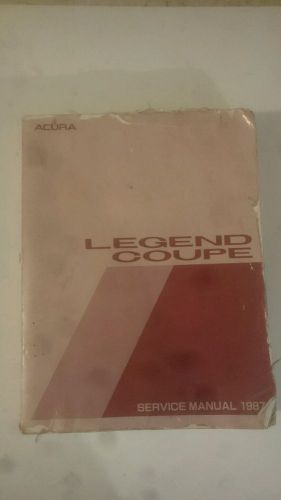 ACURA
LEGEND
COUPE
SERVICE MANUAL 1987